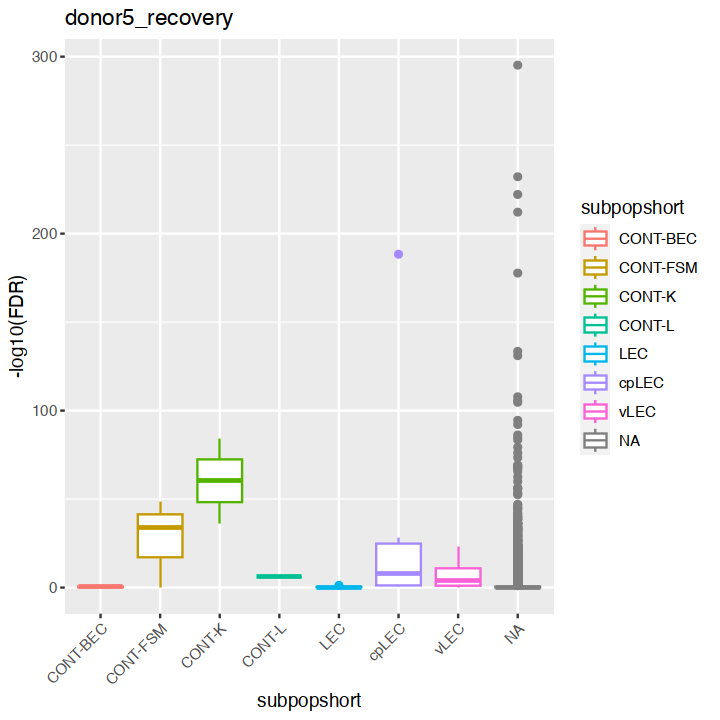 donor5_recovery
300
200
100
0
-log10(FDR)
CONT-BEC
CONT-FSM
CONT-K
CONT-L
LEC
cpLEC
vLEC
NA
subpopshort
subpopshort
CONT-BEC
CONT-FSM
CONT-K
CONT-L
LEC
cpLEC
vLEC
NA